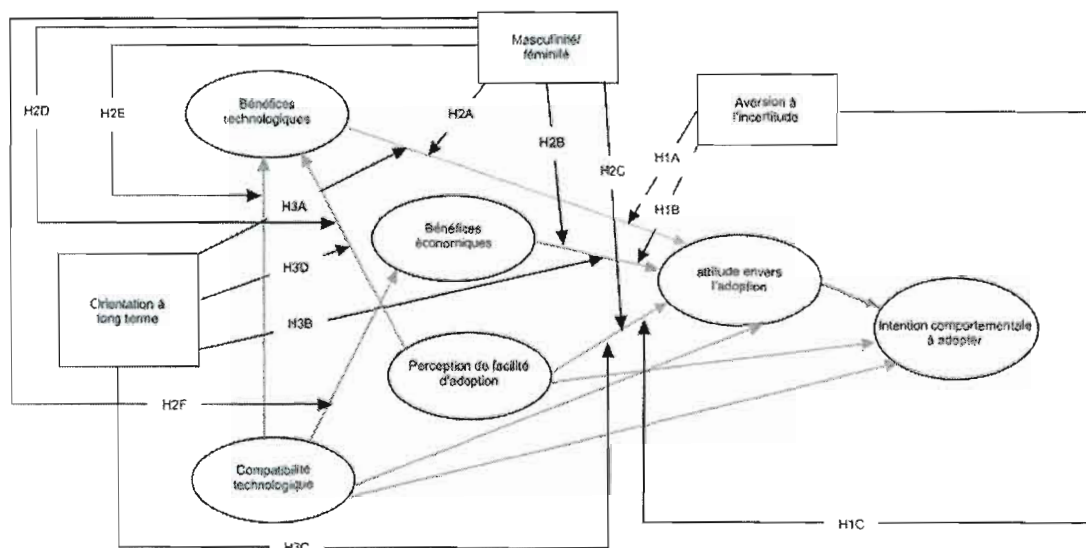 Masculinité/
féminité
Aversion à
l'incertitude
Bénéfices
technologiques
H2D
H2E
H2A
H2B
H2C
H1A
H1B
H3A
Bénéfices
économiques
H3D
Orientation à
long terme
H3B
attitude envers
l'adoption
Intention comportementale
à adopter
Perception de facilité
d'adoption
H2F
Compatibilité
technologique
H1C
H3C